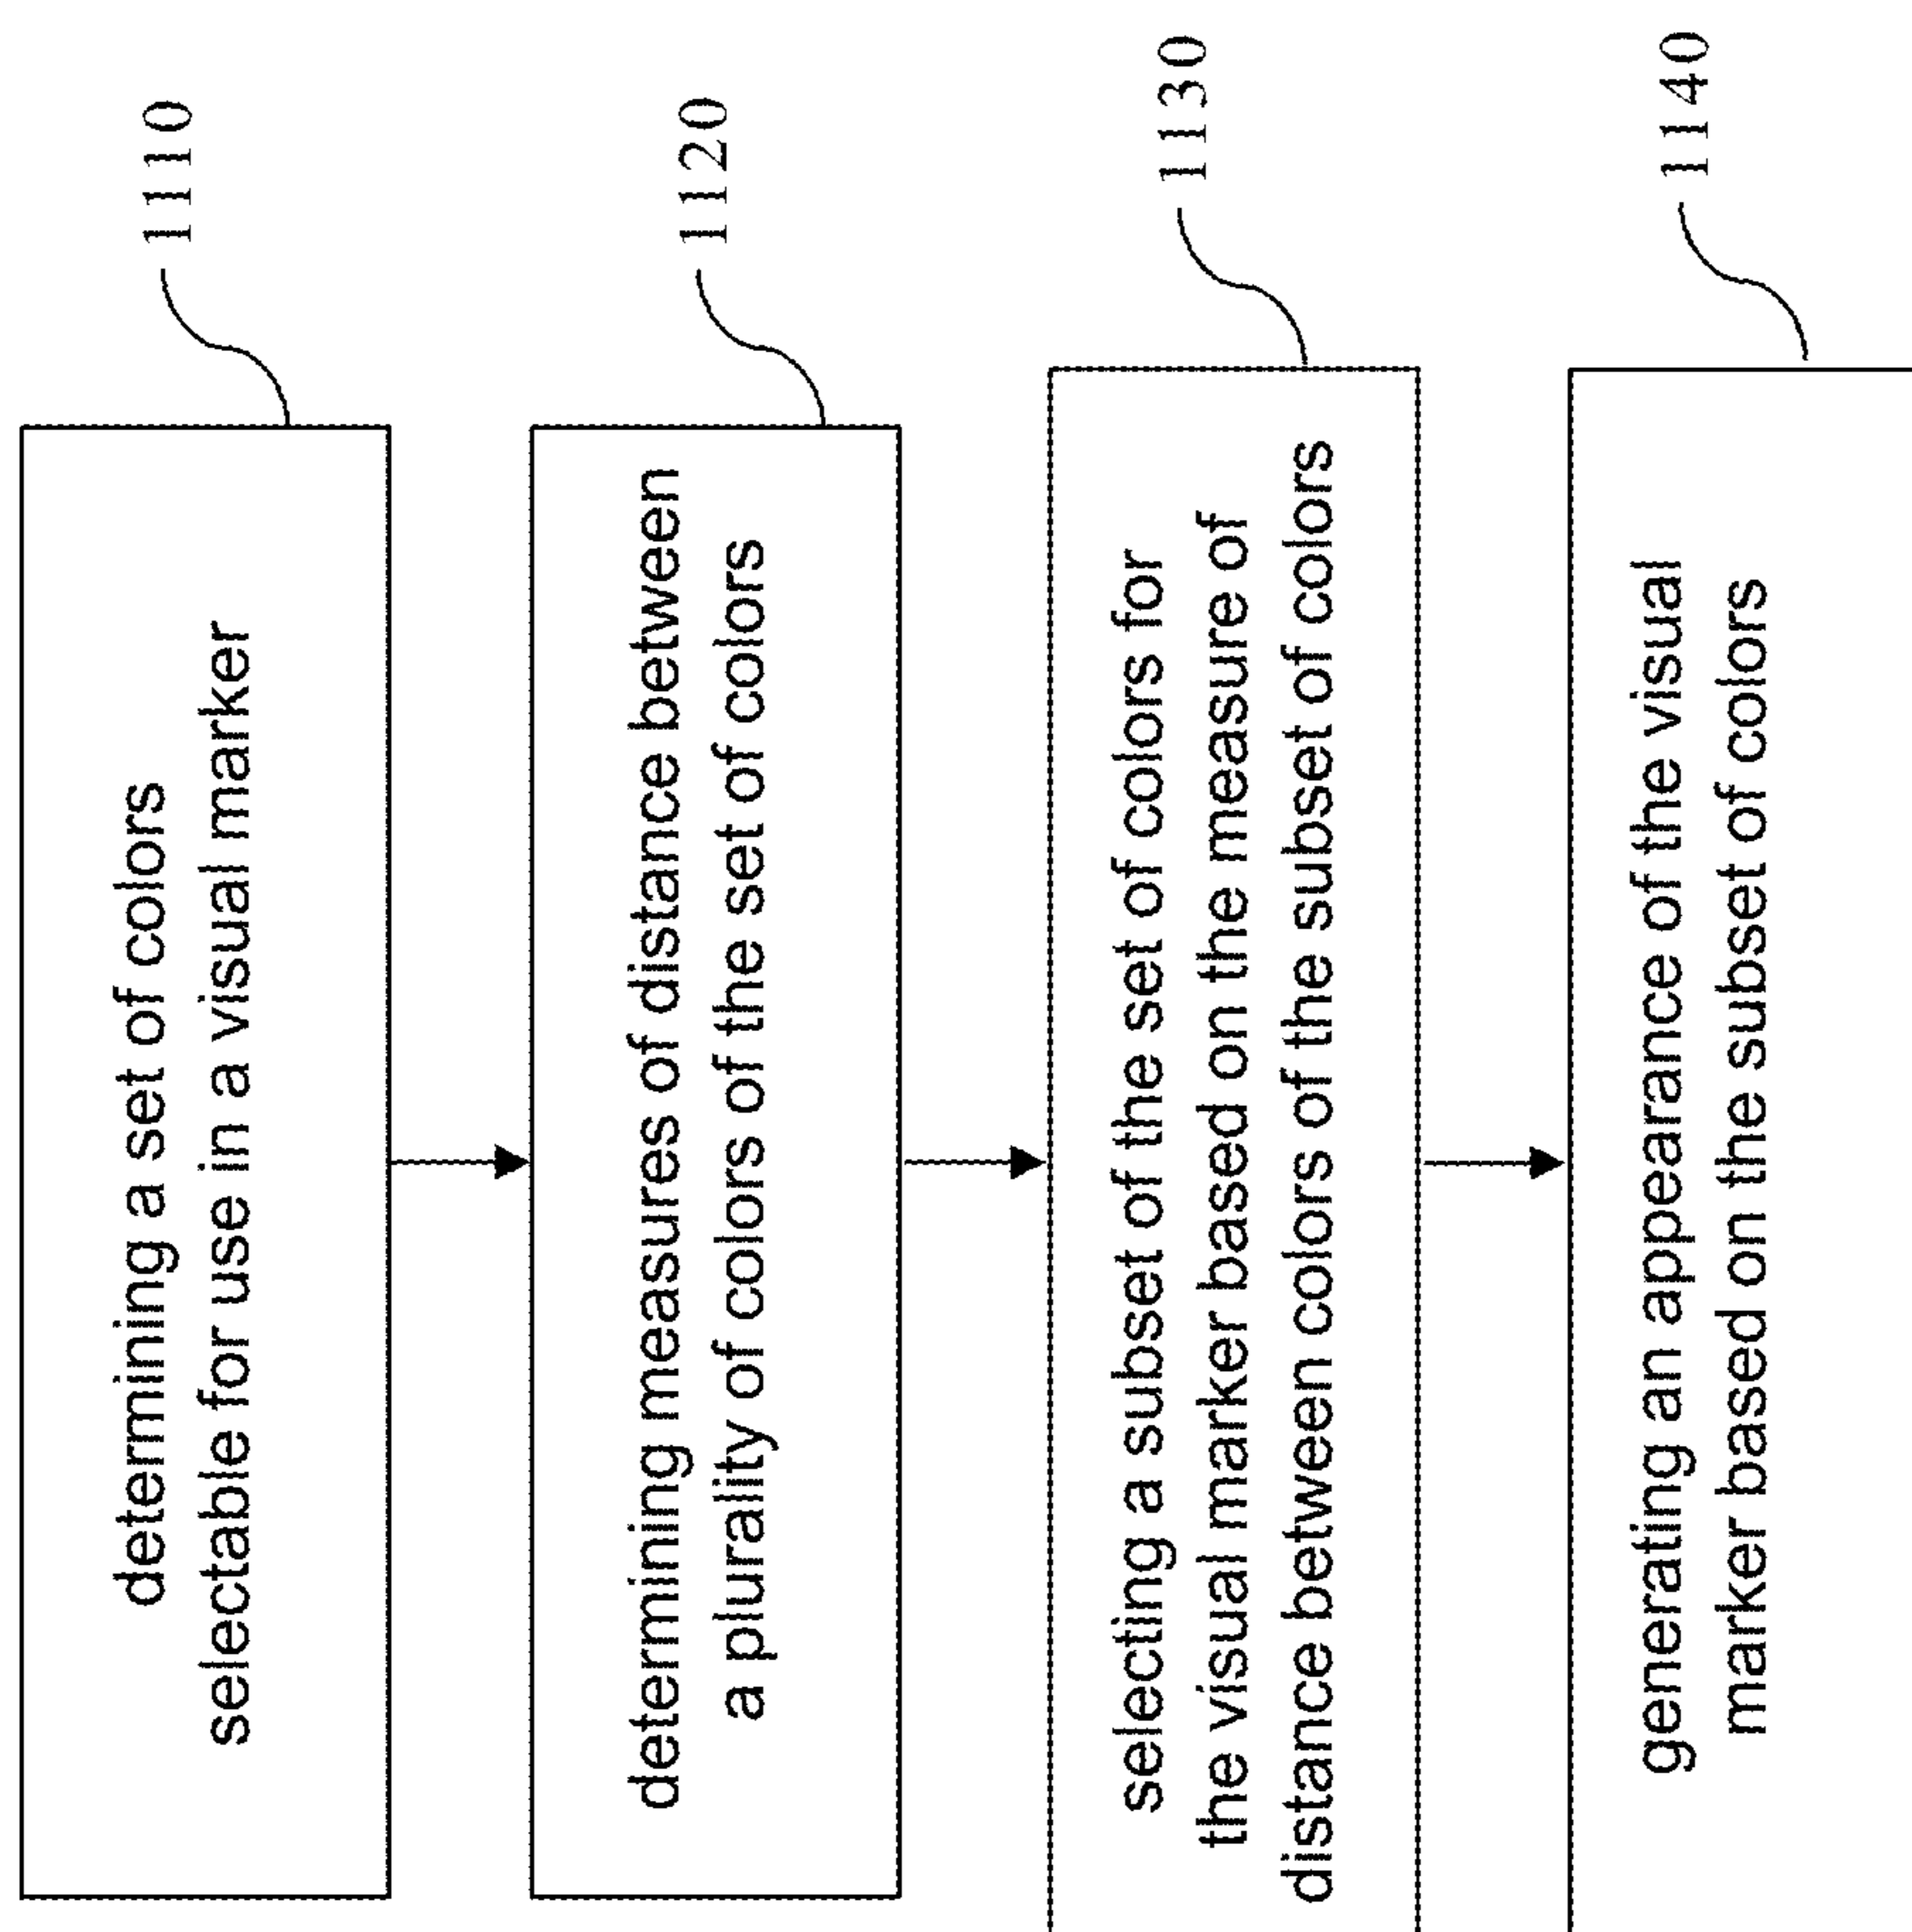 determining a set of colors
selectable for use in a visual marker
1110
determining measures of distance between
a plurality of colors of the set of colors
1120
selecting a subset of the set of colors for
the visual marker based on the measure of
distance between colors of the subset of colors
1130
generating an appearance of the visual
marker based on the subset of colors
1140